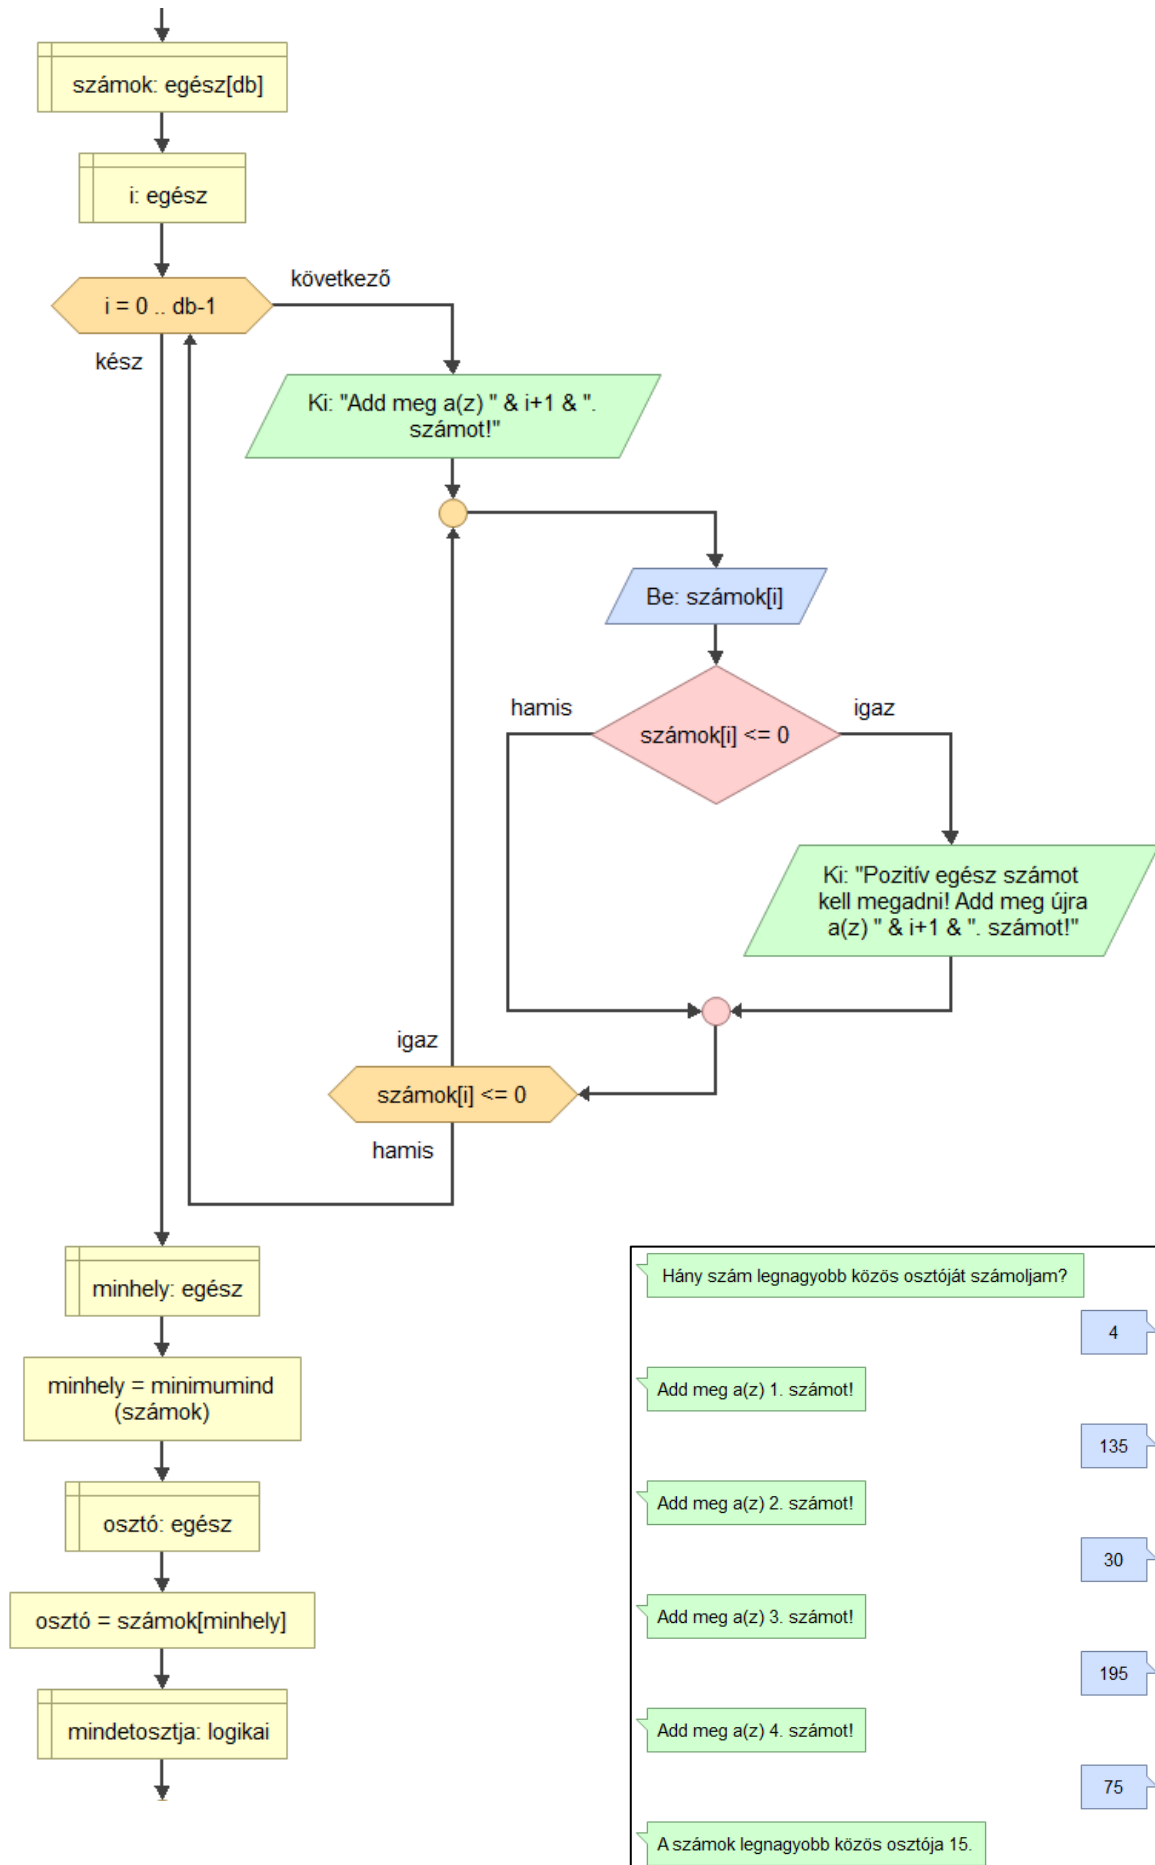 számok: egész[db]
i: egész
i = 0 .. db-1
következő
kész
Ki: "Add meg a(z) " & i+1 & ".
számot!"
Be: számok[i]
hamis
igaz
számok[i] <= 0
Ki: "Pozitív egész számot
kell megadni! Add meg újra
a(z) " & i+1 & ". számot!"
igaz
számok[i] <= 0
hamis
minhely: egész
minhely = minimumind
(számok)
osztó: egész
osztó = számok[minhely]
mindetosztja: logikai
Hány szám legnagyobb közös osztóját számoljam?
4
Add meg a(z) 1. számot!
135
Add meg a(z) 2. számot!
30
Add meg a(z) 3. számot!
195
Add meg a(z) 4. számot!
75
A számok legnagyobb közös osztója 15.